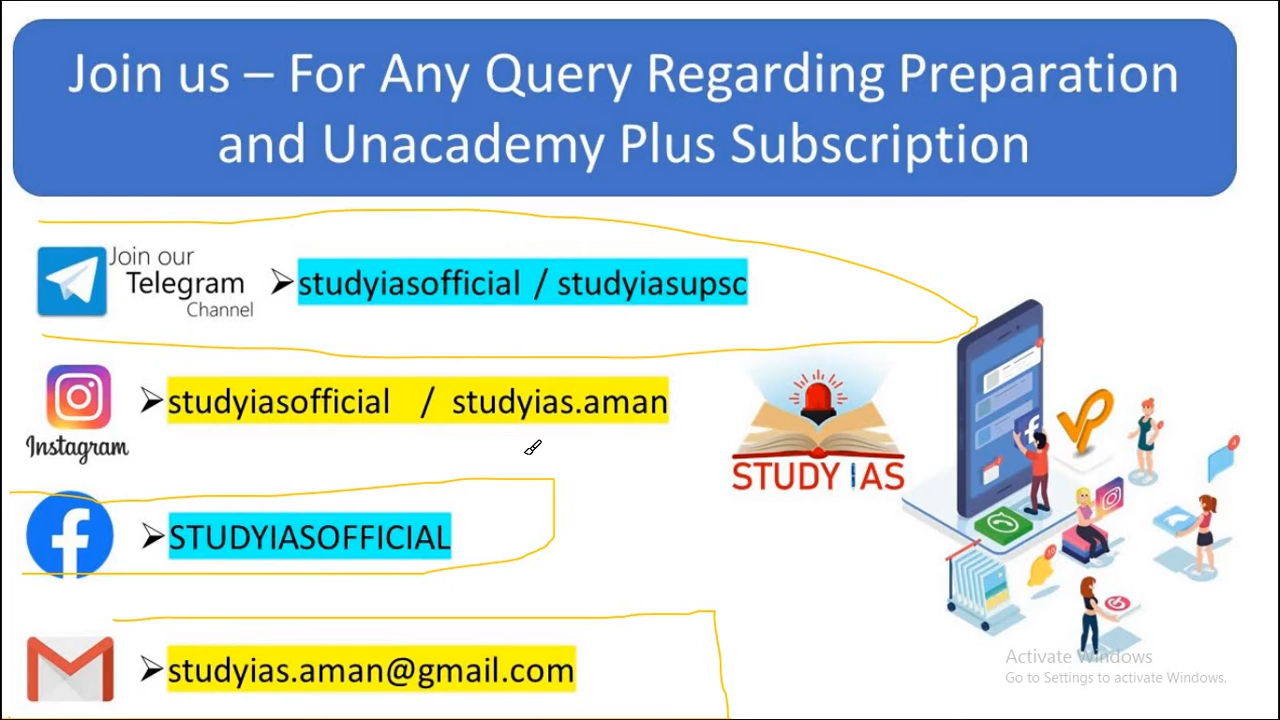 Join us – For Any Query Regarding Preparation
and Unacademy Plus Subscription
Join our
Telegram
Channel
➢studyiasofficial / studyiasupsc
Instagram
➢studyiasofficial / studyias.aman
STUDY IAS
➢STUDYIASOFFICIAL
➢studyias.aman@gmail.com
Activate Windows
Go to Settings to activate Windows.